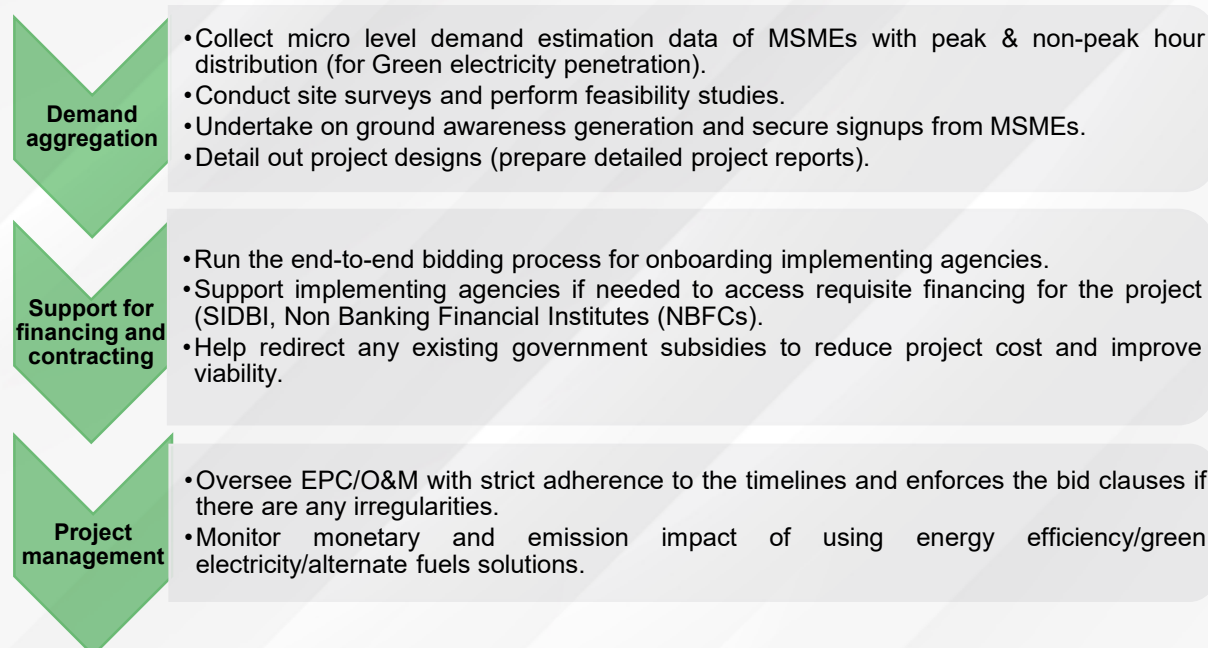 Demand
aggregation
•Collect micro level demand estimation data of MSMEs with peak & non-peak hour
distribution (for Green electricity penetration).
•Conduct site surveys and perform feasibility studies.
•Undertake on ground awareness generation and secure signups from MSMEs.
•Detail out project designs (prepare detailed project reports).
Support for
financing and
contracting
•Run the end-to-end bidding process for onboarding implementing agencies.
•Support implementing agencies if needed to access requisite financing for the project
(SIDBI, Non Banking Financial Institutes (NBFCs).
•Help redirect any existing government subsidies to reduce project cost and improve
viability.
Project
management
•Oversee EPC/O&M with strict adherence to the timelines and enforces the bid clauses if
there are any irregularities.
•Monitor monetary and emission impact of using energy efficiency/green
electricity/alternate fuels solutions.